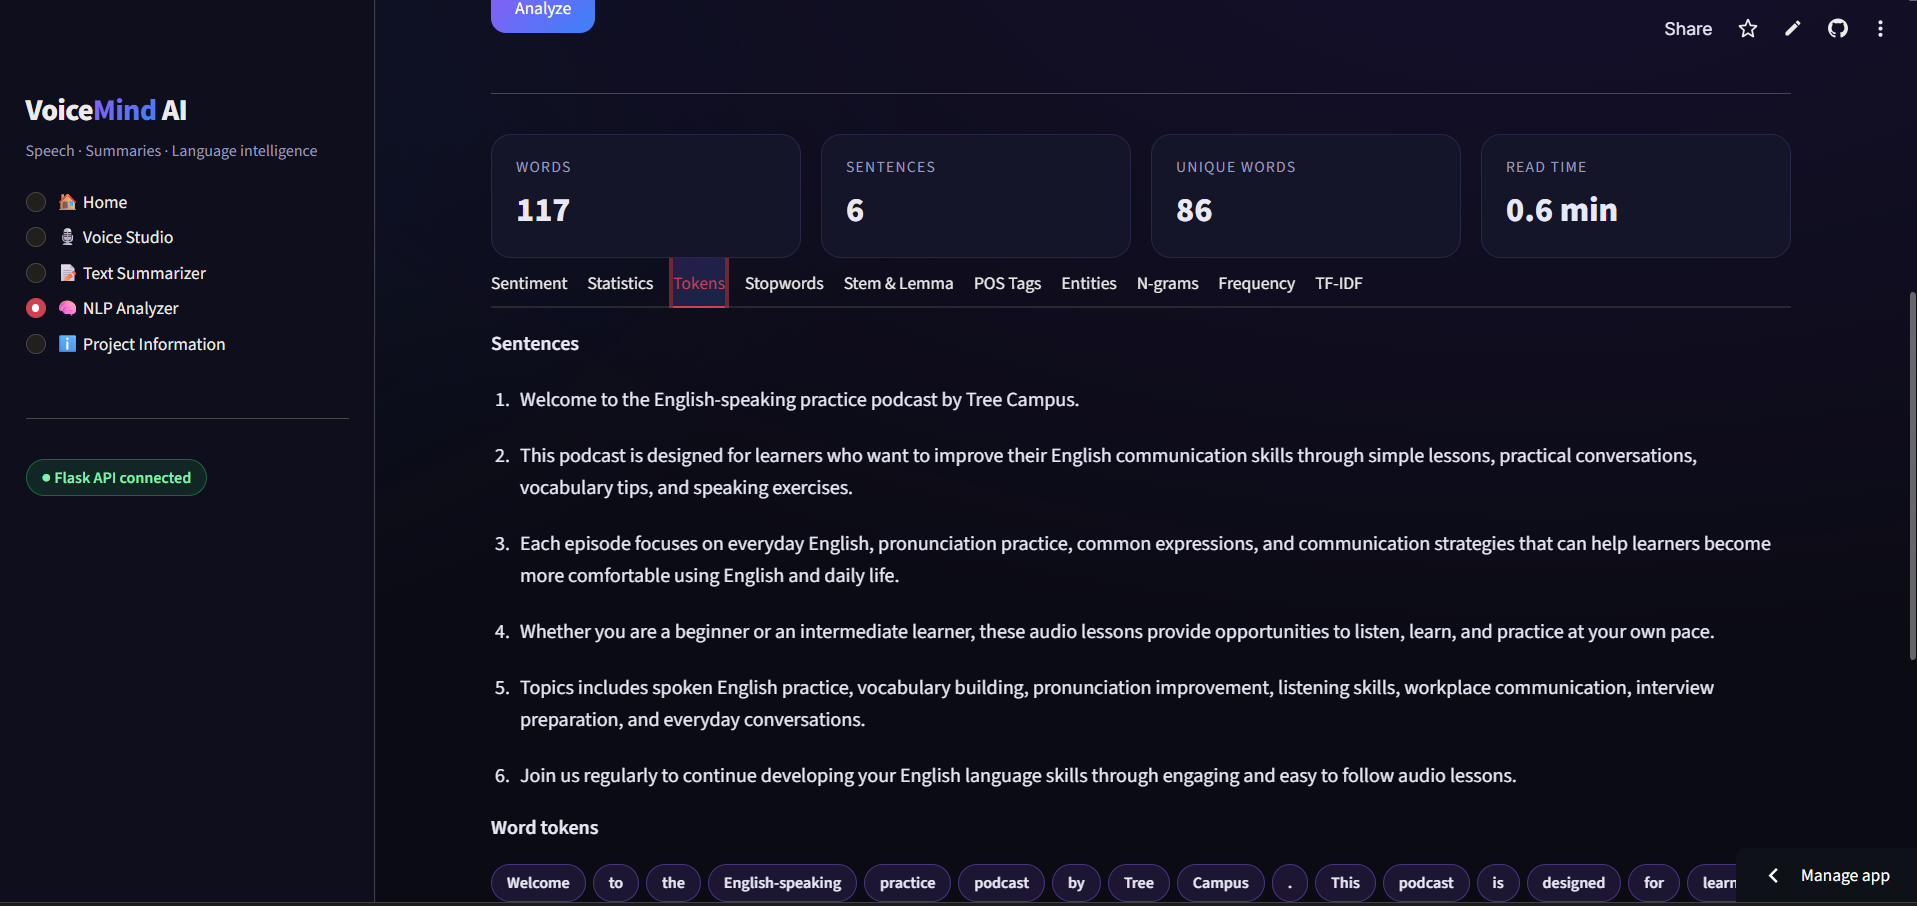 Analyze
Share
VoiceMind AI
Speech · Summaries · Language intelligence
Home
Voice Studio
Text Summarizer
NLP Analyzer
Project Information
Flask API connected
WORDS
117
SENTENCES
6
UNIQUE WORDS
86
READ TIME
0.6 min
Sentiment Statistics Tokens Stopwords Stem & Lemma POS Tags Entities N-grams Frequency TF-IDF
Sentences
1. Welcome to the English-speaking practice podcast by Tree Campus.
2. This podcast is designed for learners who want to improve their English communication skills through simple lessons, practical conversations,
vocabulary tips, and speaking exercises.
3. Each episode focuses on everyday English, pronunciation practice, common expressions, and communication strategies that can help learners become
more comfortable using English and daily life.
4. Whether you are a beginner or an intermediate learner, these audio lessons provide opportunities to listen, learn, and practice at your own pace.
5. Topics includes spoken English practice, vocabulary building, pronunciation improvement, listening skills, workplace communication, interview
preparation, and everyday conversations.
6. Join us regularly to continue developing your English language skills through engaging and easy to follow audio lessons.
Word tokens
Welcome to the English-speaking practice podcast by Tree Campus . This podcast is designed for learn
Manage app